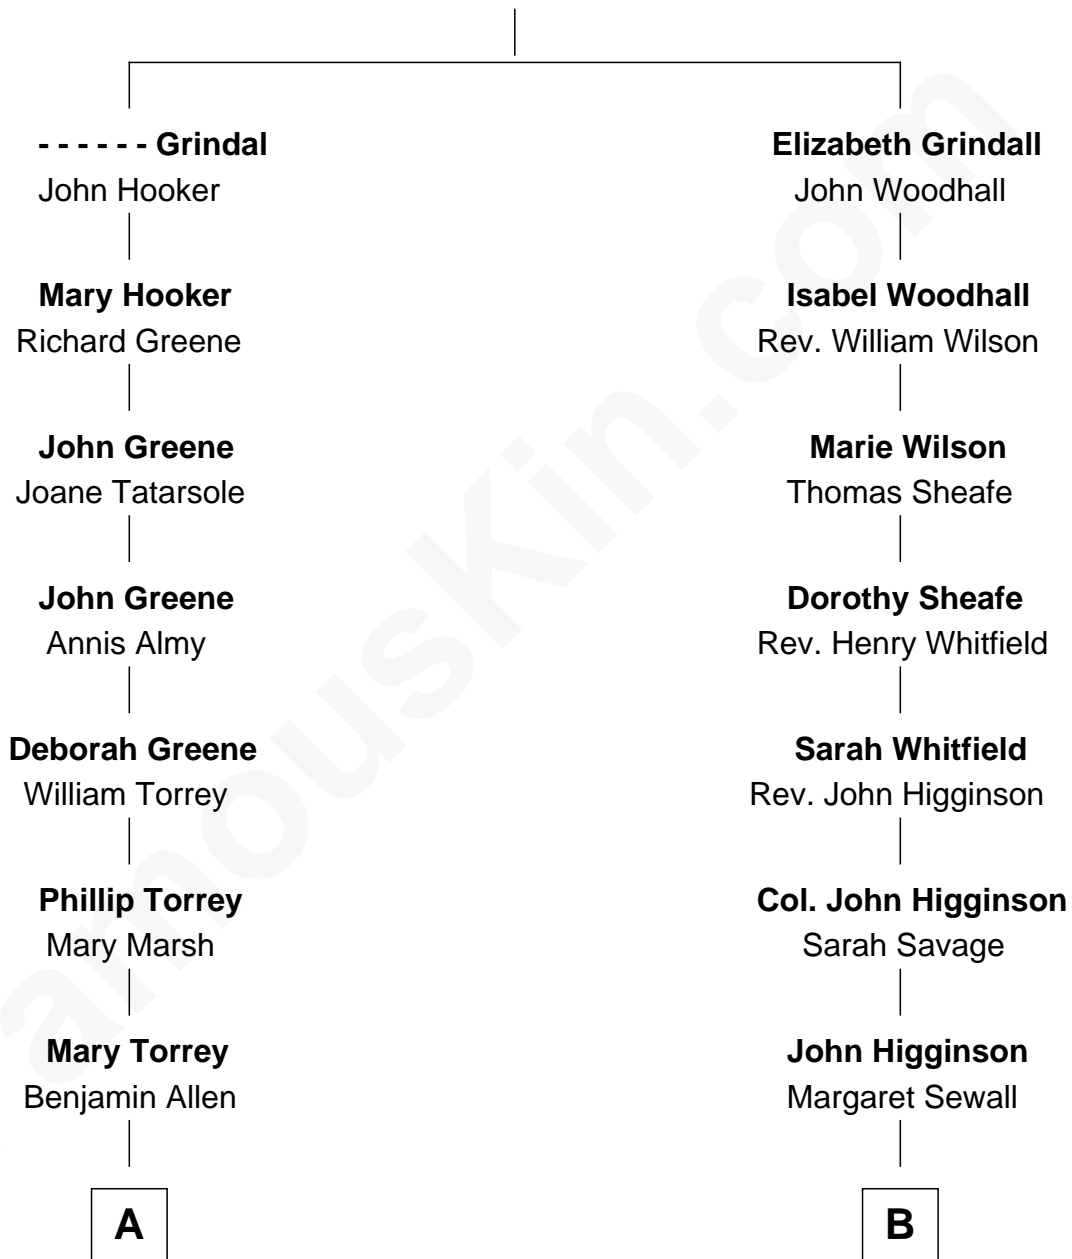 - - - - - - Grindal
John Hooker
Mary Hooker
Richard Greene
John Greene
Joane Tatarsole
John Greene
Annis Almy
Deborah Greene
William Torrey
Phillip Torrey
Mary Marsh
Mary Torrey
Benjamin Allen
A
Elizabeth Grindall
John Woodhall
Isabel Woodhall
Rev. William Wilson
Marie Wilson
Thomas Sheafe
Dorothy Sheafe
Rev. Henry Whitfield
Sarah Whitfield
Rev. John Higginson
Col. John Higginson
Sarah Savage
John Higginson
Margaret Sewall
B
amousKin.com